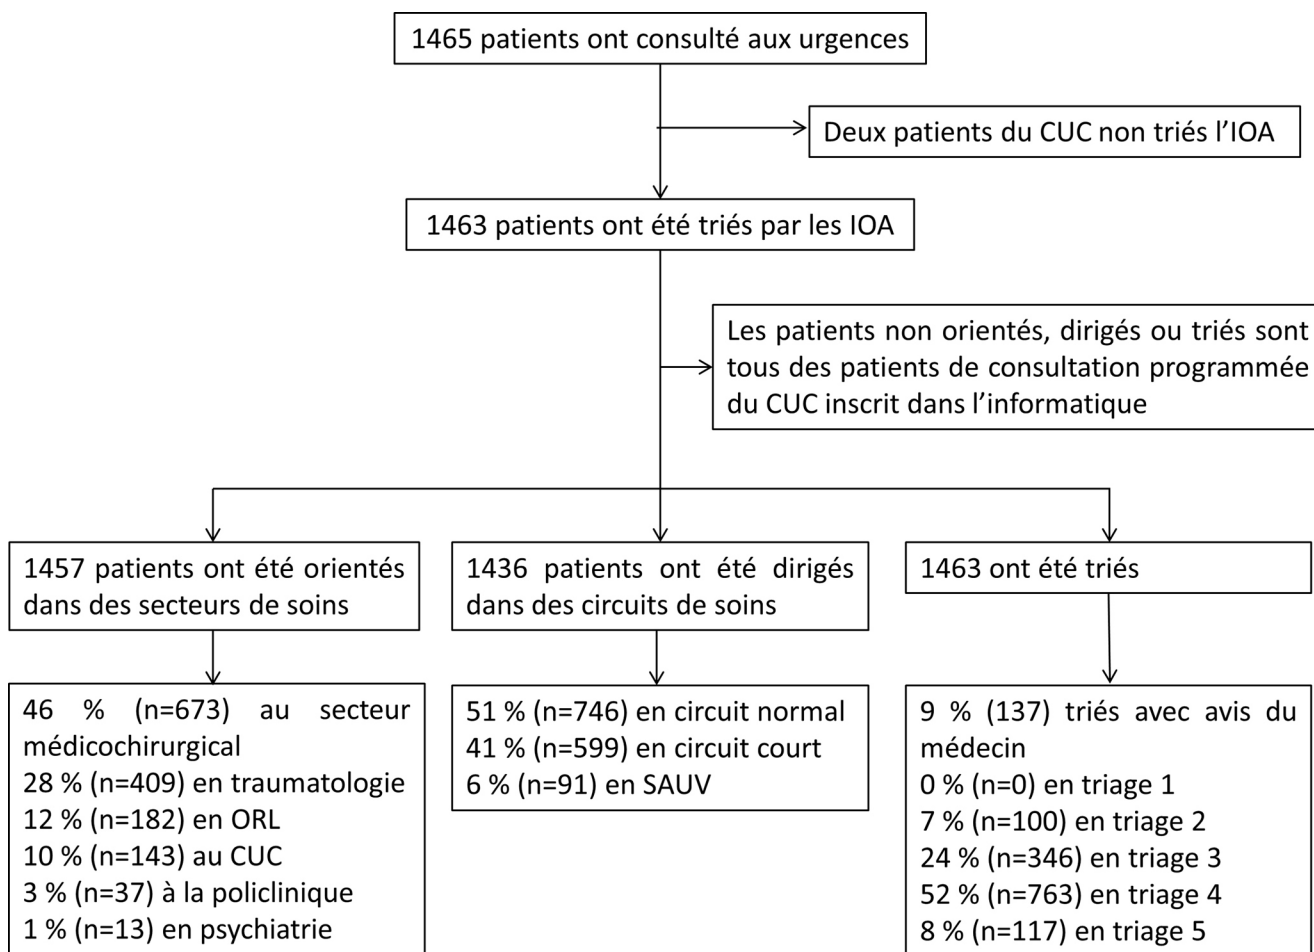 1465 patients ont consulté aux urgences
Deux patients du CUC non triés l’IOA
1463 patients ont été triés par les IOA
Les patients non orientés, dirigés ou triés sont
tous des patients de consultation programmée
du CUC inscrit dans l’informatique
1457 patients ont été orientés
dans des secteurs de soins
1436 patients ont été dirigés
dans des circuits de soins
1463 ont été triés
46 % (n=673) au secteur
médicochirurgical
28 % (n=409) en traumatologie
12 % (n=182) en ORL
10 % (n=143) au CUC
3 % (n=37) à la policlinique
1 % (n=13) en psychiatrie
51 % (n=746) en circuit normal
41 % (n=599) en circuit court
6 % (n=91) en SAUV
9 % (137) triés avec avis du
médecin
0 % (n=0) en triage 1
7 % (n=100) en triage 2
24 % (n=346) en triage 3
52 % (n=763) en triage 4
8 % (n=117) en triage 5